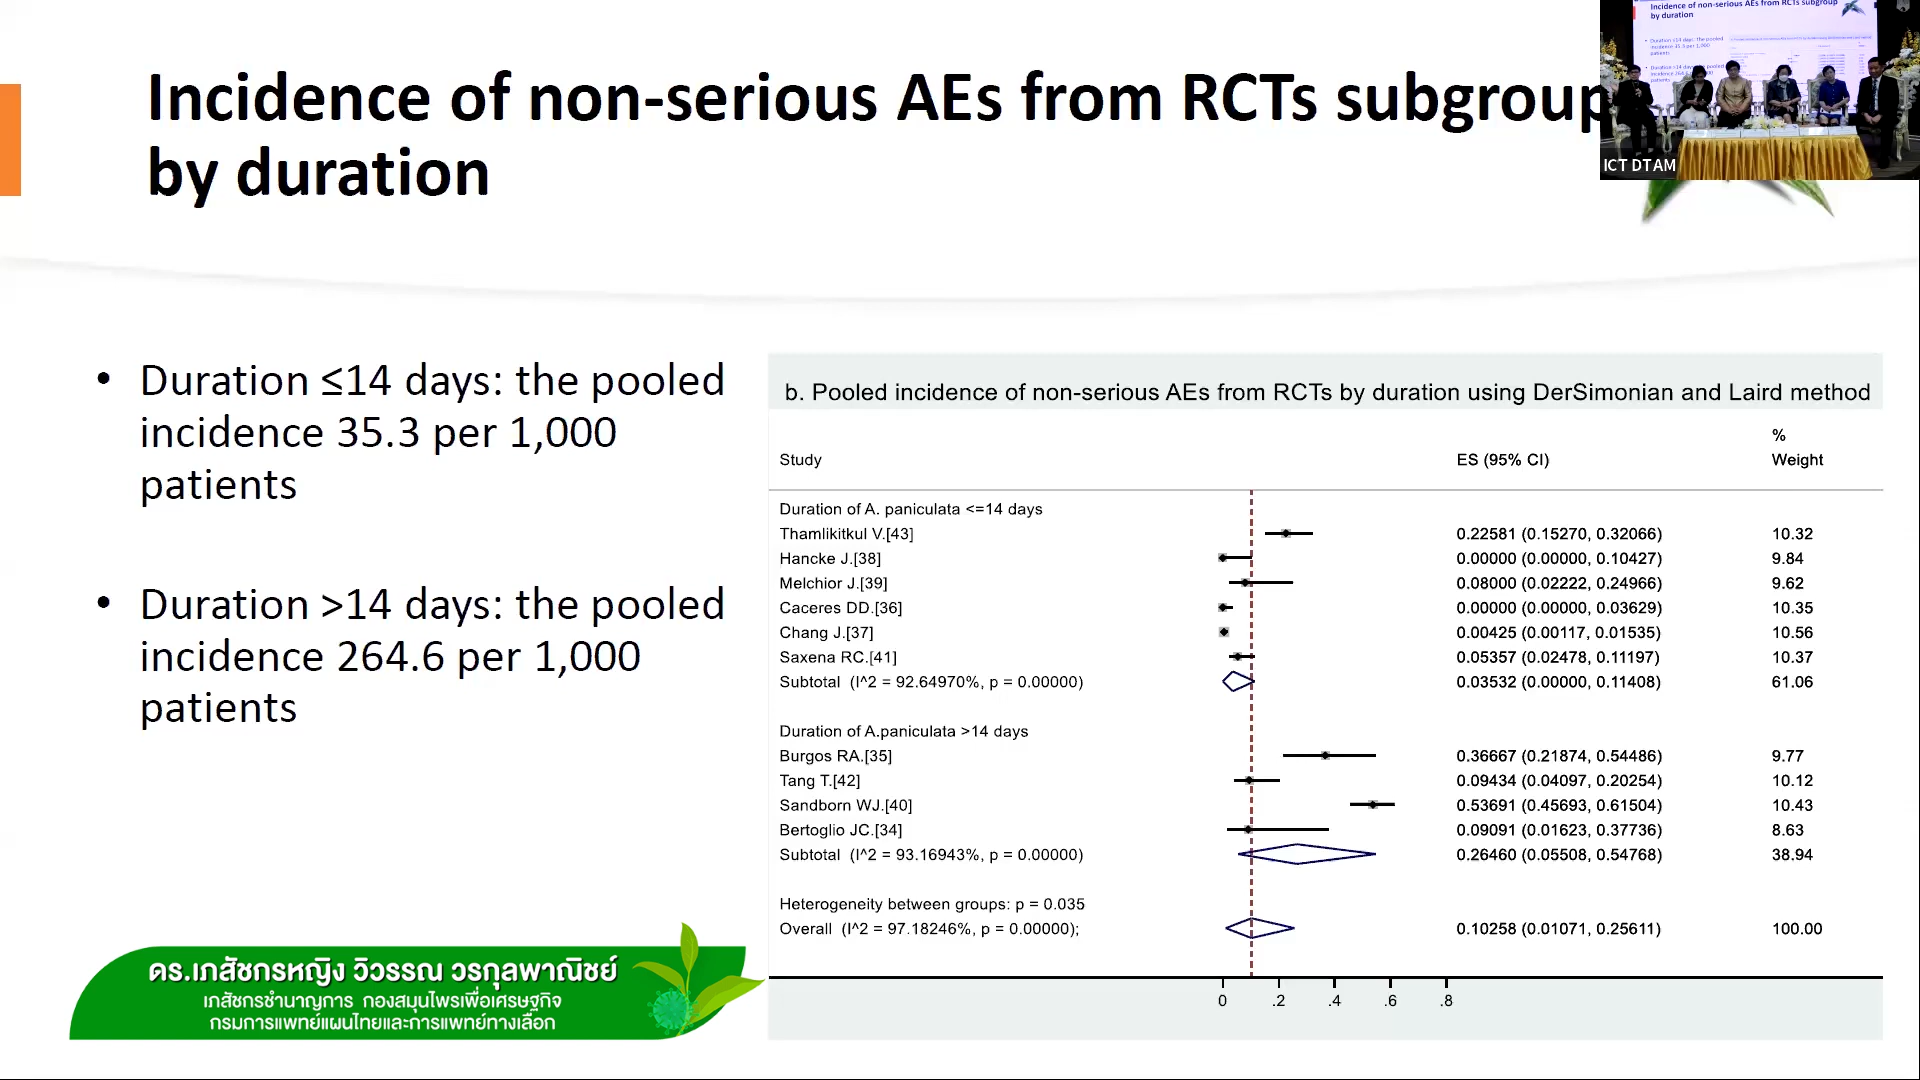 Incidence of non-serious AEs from RCTs subgroup
by duration
Incidence of non-serious AEs from RCTs subgroup
by duration
ICT DTAM
• Duration ≤14 days: the pooled
incidence 35.3 per 1,000
patients
• Duration >14 days: the pooled
incidence 264.6 per 1,000
patients
b. Pooled incidence of non-serious AEs from RCTs by duration using DerSimonian and Laird method
%
Study ES (95% CI) Weight
Duration of A. paniculata <=14 days
Thamlikitkul V.[43] 0.22581 (0.15270, 0.32066) 10.32
Hancke J.[38] 0.00000 (0.00000, 0.10427) 9.84
Melchior J.[39] 0.08000 (0.02222, 0.24966) 9.62
Caceres DD.[36] 0.00000 (0.00000, 0.03629) 10.35
Chang J.[37] 0.00425 (0.00117, 0.01535) 10.56
Saxena RC.[41] 0.05357 (0.02478, 0.11197) 10.37
Subtotal (I^2 = 92.64970%, p = 0.00000) 0.03532 (0.00000, 0.11408) 61.06
Duration of A.paniculata >14 days
Burgos RA.[35] 0.36667 (0.21874, 0.54486) 9.77
Tang T.[42] 0.09434 (0.04097, 0.20254) 10.12
Sandborn WJ.[40] 0.53691 (0.45693, 0.61504) 10.43
Bertoglio JC.[34] 0.09091 (0.01623, 0.37736) 8.63
Subtotal (I^2 = 93.16943%, p = 0.00000) 0.26460 (0.05508, 0.54768) 38.94
Heterogeneity between groups: p = 0.035
Overall (I^2 = 97.18246%, p = 0.00000); 0.10258 (0.01071, 0.25611) 100.00
0 .2 .4 .6 .8
ดร.เภสัชกรหญิง วิวรรณ วรกุลพาณิชย์
เภสัชกรชำนาญการ กองสมุนไพรเพื่อเศรษฐกิจ
กรมการแพทย์แผนไทยและการแพทย์ทางเลือก